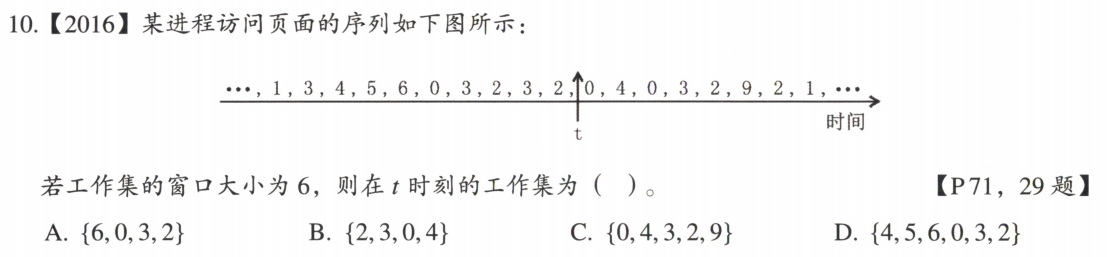 10.【2016】某进程访问页面的序列如下图所示：
…, 1, 3, 4, 5, 6, 0, 3, 2, 3, 2, 0, 4, 0, 3, 2, 9, 2, 1, …
时间
t
若工作集的窗口大小为 6，则在 t 时刻的工作集为（ ）。 【P71，29 题】
A. {6,0,3,2} B. {2,3,0,4} C. {0,4,3,2,9} D. {4,5,6,0,3,2}